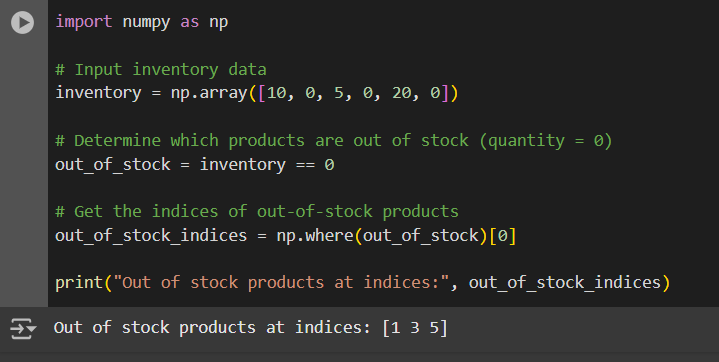 import numpy as np
# Input inventory data
inventory = np.array([10, 0, 5, 0, 20, 0])
# Determine which products are out of stock (quantity = 0)
out_of_stock = inventory == 0
# Get the indices of out-of-stock products
out_of_stock_indices = np.where(out_of_stock)[0]
print("Out of stock products at indices:", out_of_stock_indices)
Out of stock products at indices: [1 3 5]